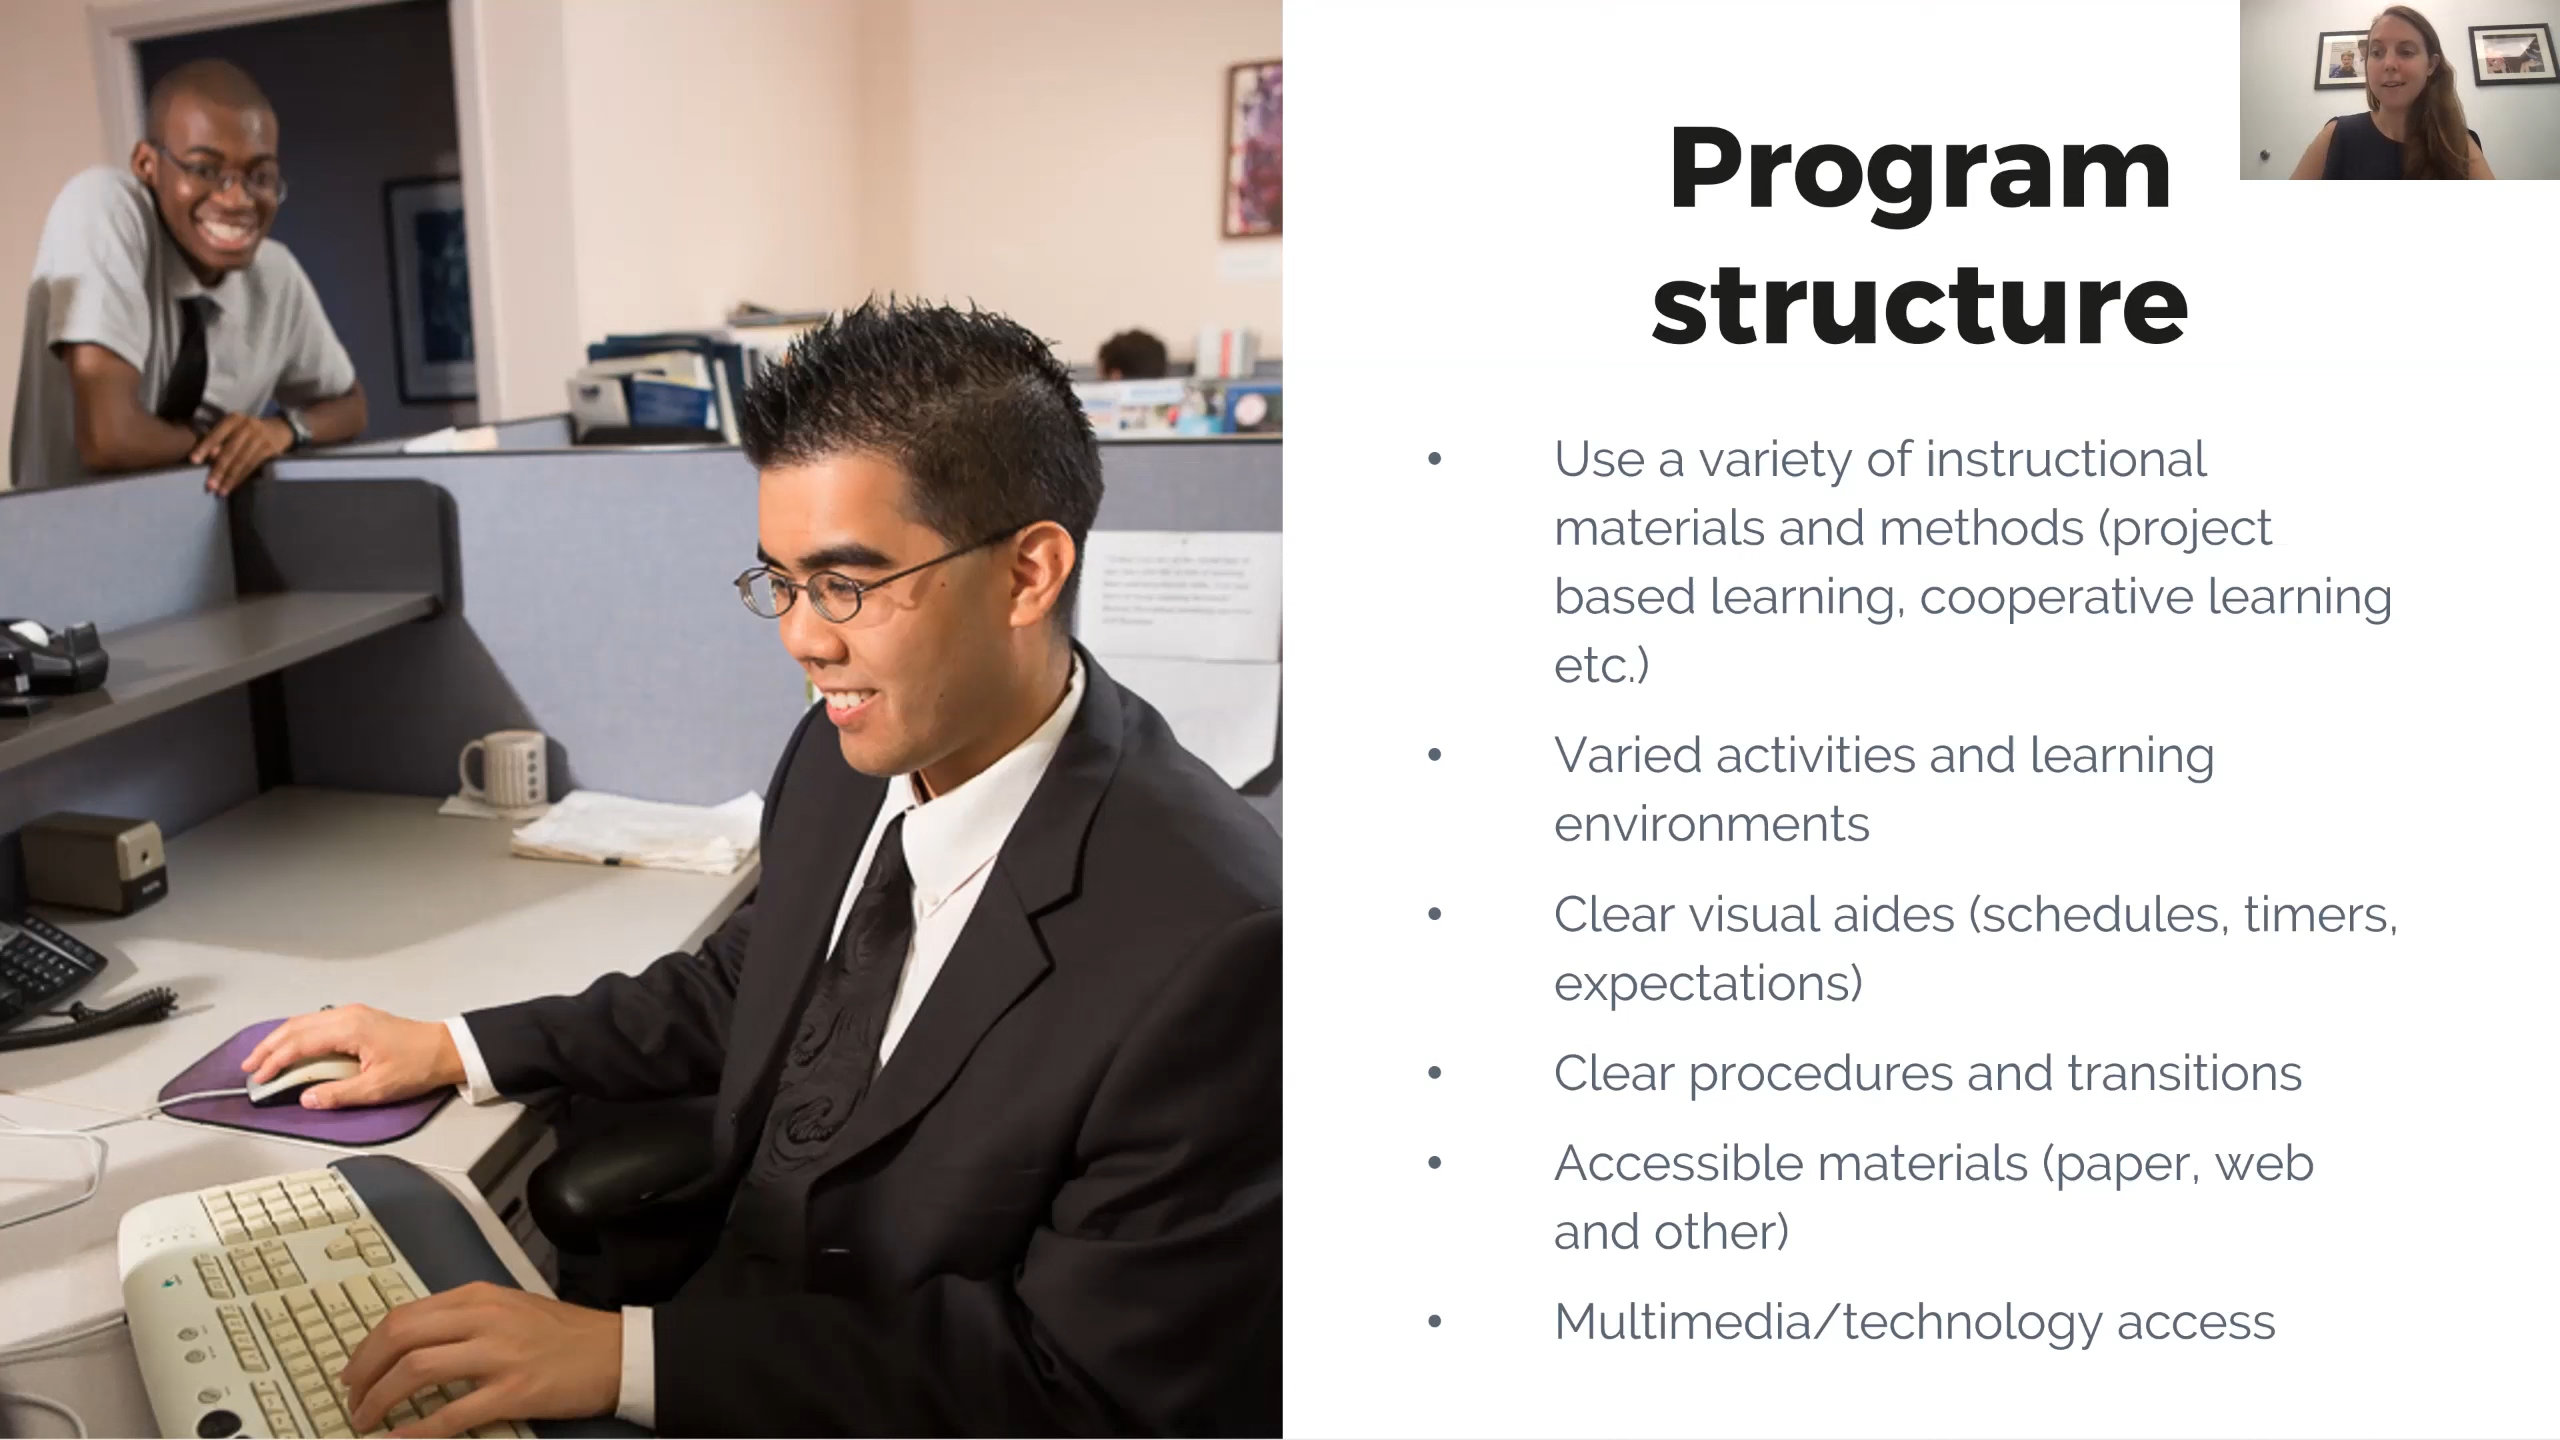 Program
structure
• Use a variety of instructional
materials and methods (project
based learning, cooperative learning
etc.)
• Varied activities and learning
environments
• Clear visual aides (schedules, timers,
expectations)
• Clear procedures and transitions
• Accessible materials (paper, web
and other)
• Multimedia/technology access